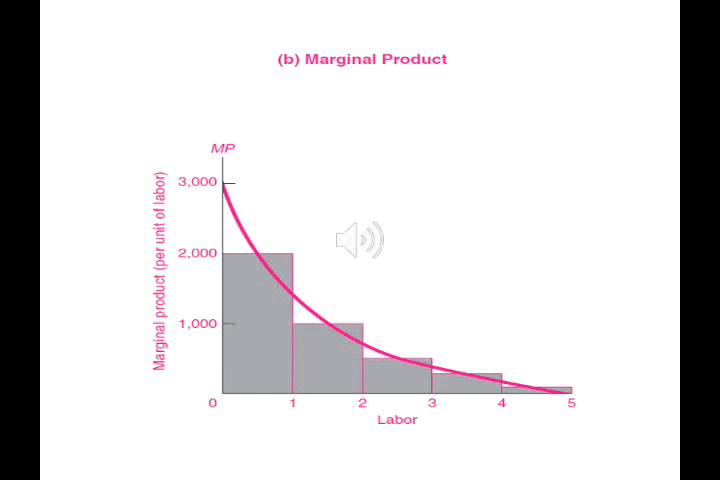 (b) Marginal Product
MP
Marginal product (per unit of labor)
3,000
2,000
1,000
0 1 2 3 4 5
Labor